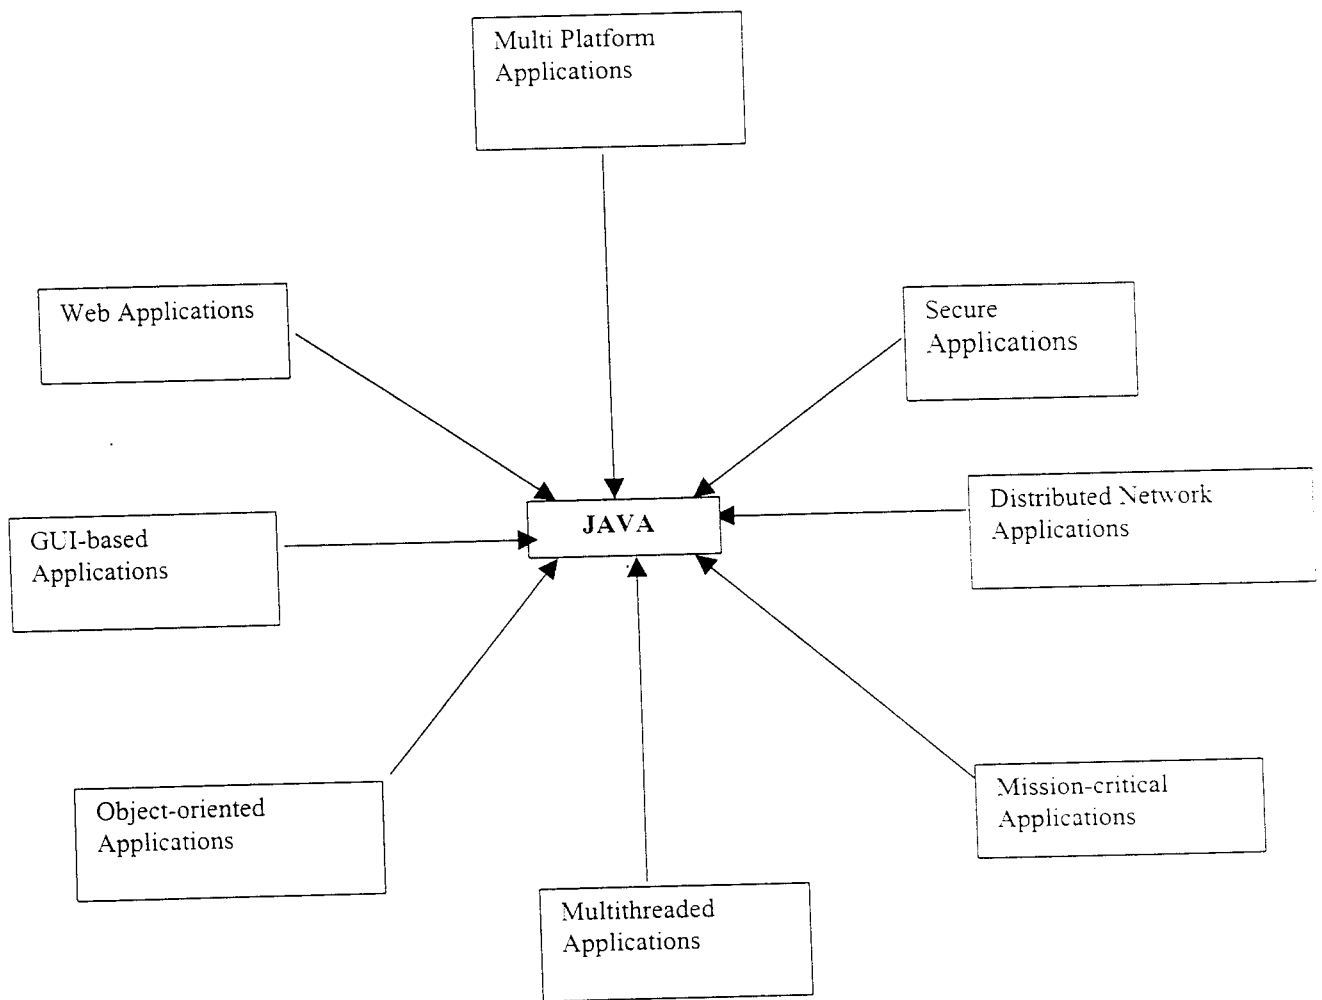 Multi Platform
Applications
Web Applications
Secure
Applications
JAVA
Distributed Network
Applications
GUI-based
Applications
Object-oriented
Applications
Mission-critical
Applications
Multithreaded
Applications